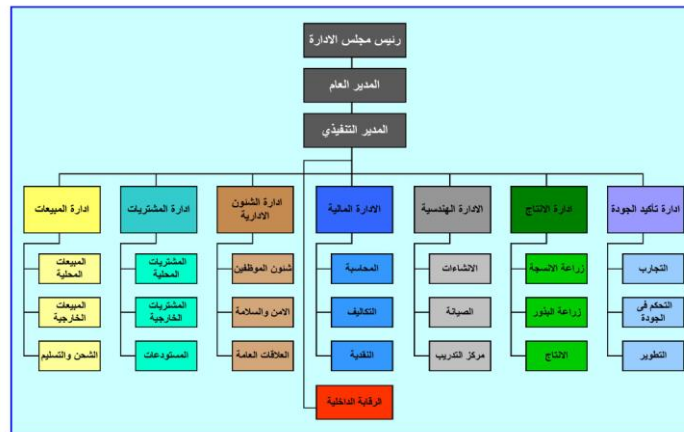 رئيس مجلس الادارة
المدير العام
المدير التنفيذي
ادارة تأكيد الجودة
ادارة الانتاج
الادارة الهندسية
الادارة المالية
ادارة الشئون
الادارية
ادارة المشتريات
ادارة المبيعات
التجارب
زراعة الانسجة
الانشاءات
المحاسبة
شئون الموظفين
المشتريات
المحلية
المبيعات
المحلية
التحكم فى
الجودة
زراعة البذور
الصيانة
التكاليف
الامن والسلامة
المشتريات
الخارجية
المبيعات
الخارجية
التطوير
الانتاج
مركز التدريب
النقدية
العلاقات العامة
المستودعات
الشحن والتسليم
الرقابة الداخلية